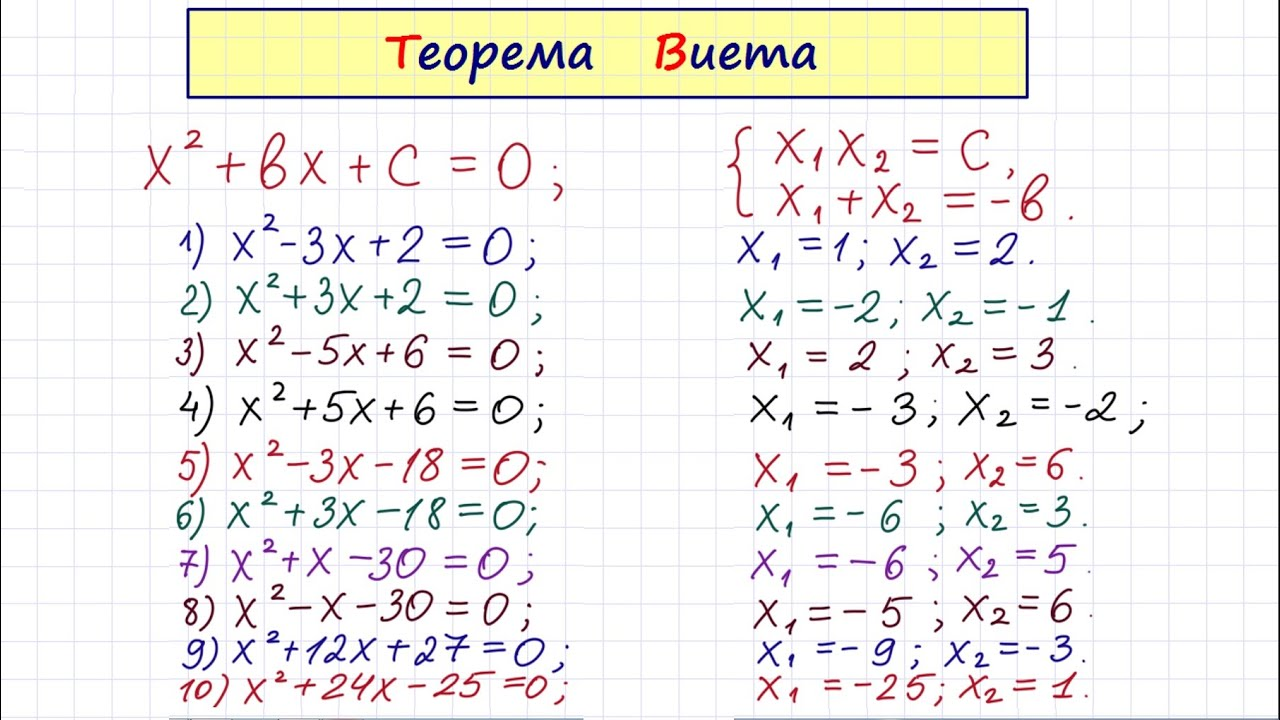 Теорема Виета
x² + вx + c = 0 ; { x₁ x₂ = c,
x₁ + x₂ = -в .
1) x² - 3x + 2 = 0 ; x₁ = 1 ; x₂ = 2 .
2) x² + 3x + 2 = 0 ; x₁ = -2 ; x₂ = -1 .
3) x² - 5x + 6 = 0 ; x₁ = 2 ; x₂ = 3 .
4) x² + 5x + 6 = 0 ; x₁ = -3 ; x₂ = -2 ;
5) x² - 3x - 18 = 0 ; x₁ = -3 ; x₂ = 6 .
6) x² + 3x - 18 = 0 ; x₁ = -6 ; x₂ = 3 .
7) x² + x - 30 = 0 ; x₁ = -6 ; x₂ = 5 .
8) x² - x - 30 = 0 ; x₁ = -5 ; x₂ = 6 .
9) x² + 12x + 27 = 0 ; x₁ = -9 ; x₂ = -3 .
10) x² + 24x - 25 = 0 ; x₁ = -25 ; x₂ = 1 .